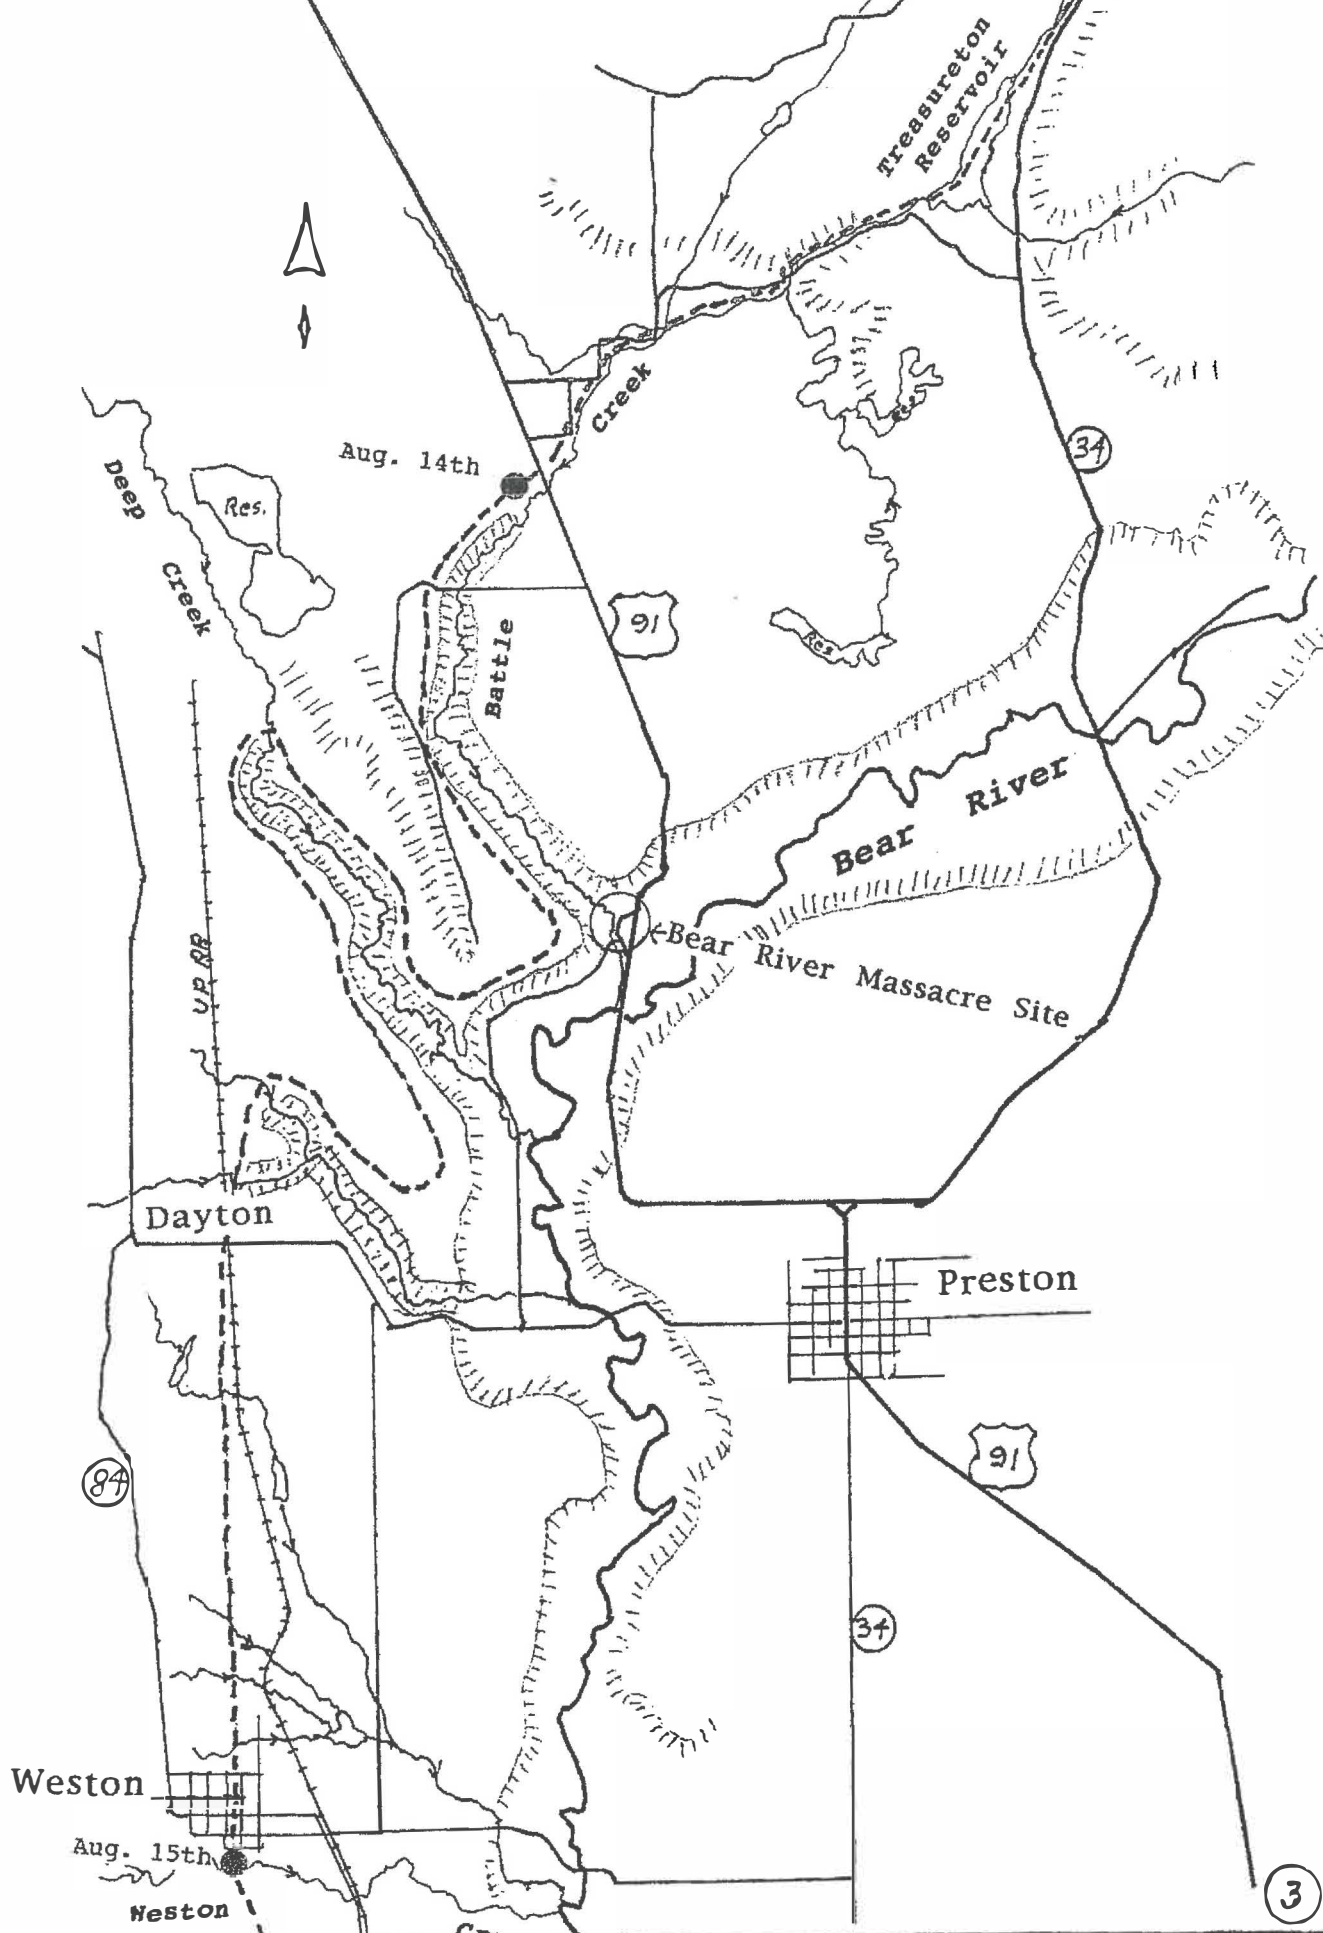 Treasureton
Reservoir
Creek
Aug. 14th
34
Deep
Creek
Res.
Res
91
Battle
Res
Bear River
←Bear River Massacre Site
UP RR
Dayton
Preston
91
84
34
Weston
Aug. 15th
Weston
3